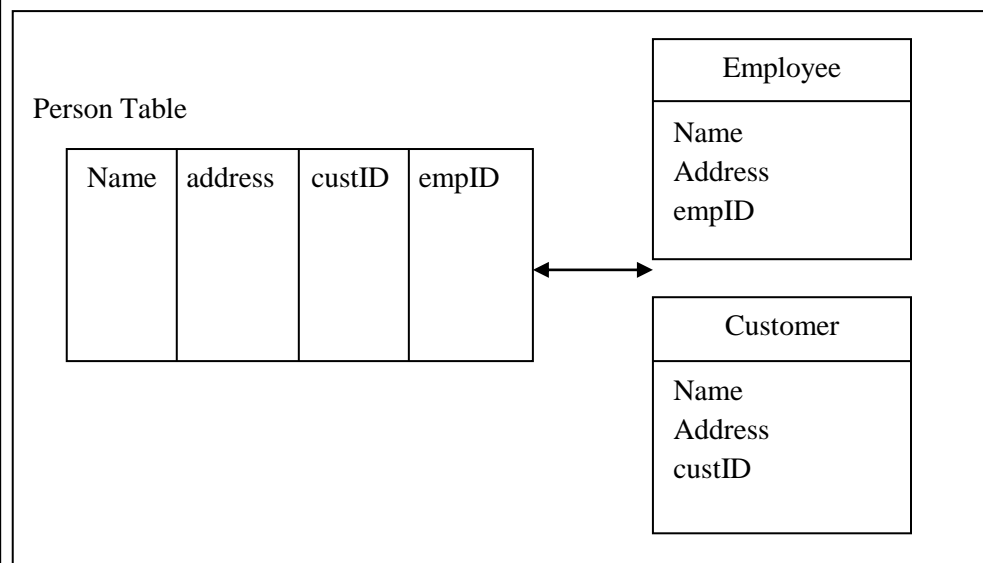 Person Table
Name address custID empID
Employee
Name
Address
empID
Customer
Name
Address
custID